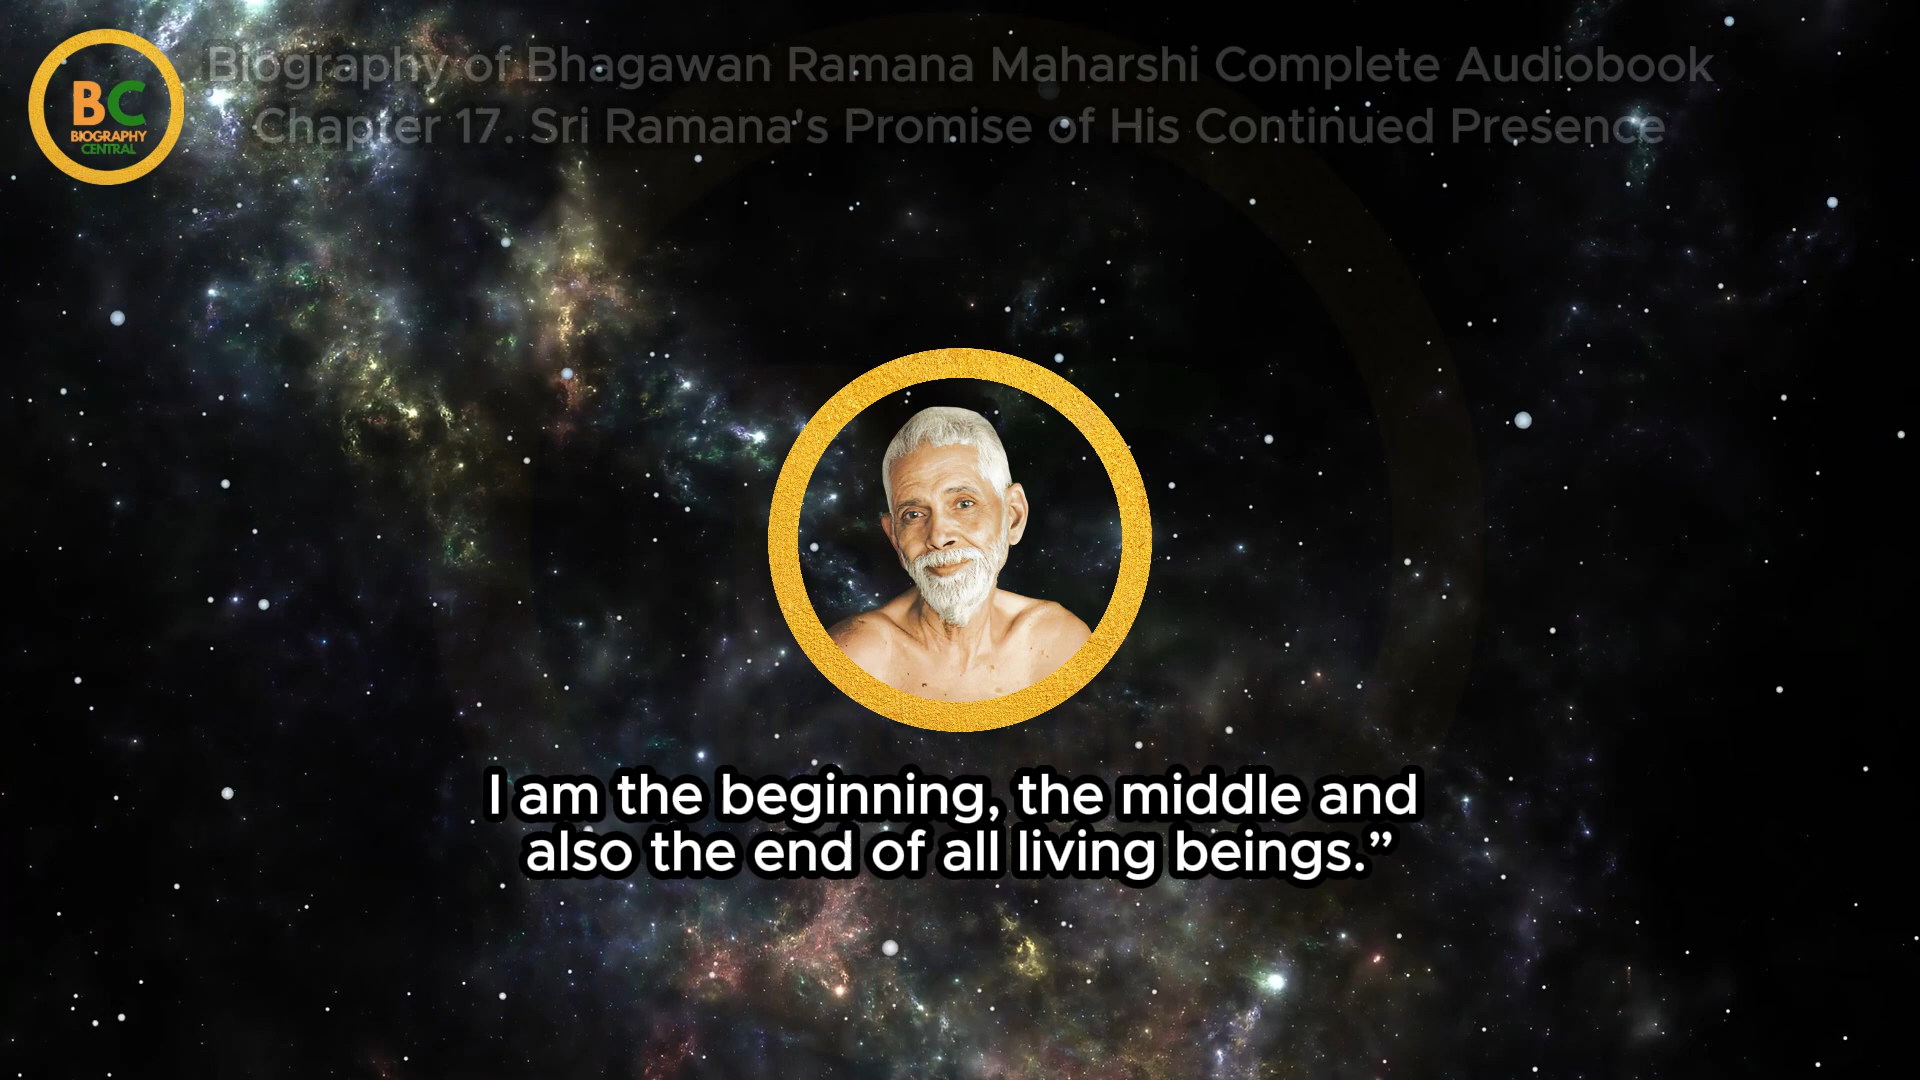 BC
BIOGRAPHY
CENTRAL
Biography of Bhagawan Ramana Maharshi Complete Audiobook
Chapter 17. Sri Ramana's Promise of His Continued Presence
I am the beginning, the middle and
also the end of all living beings.”